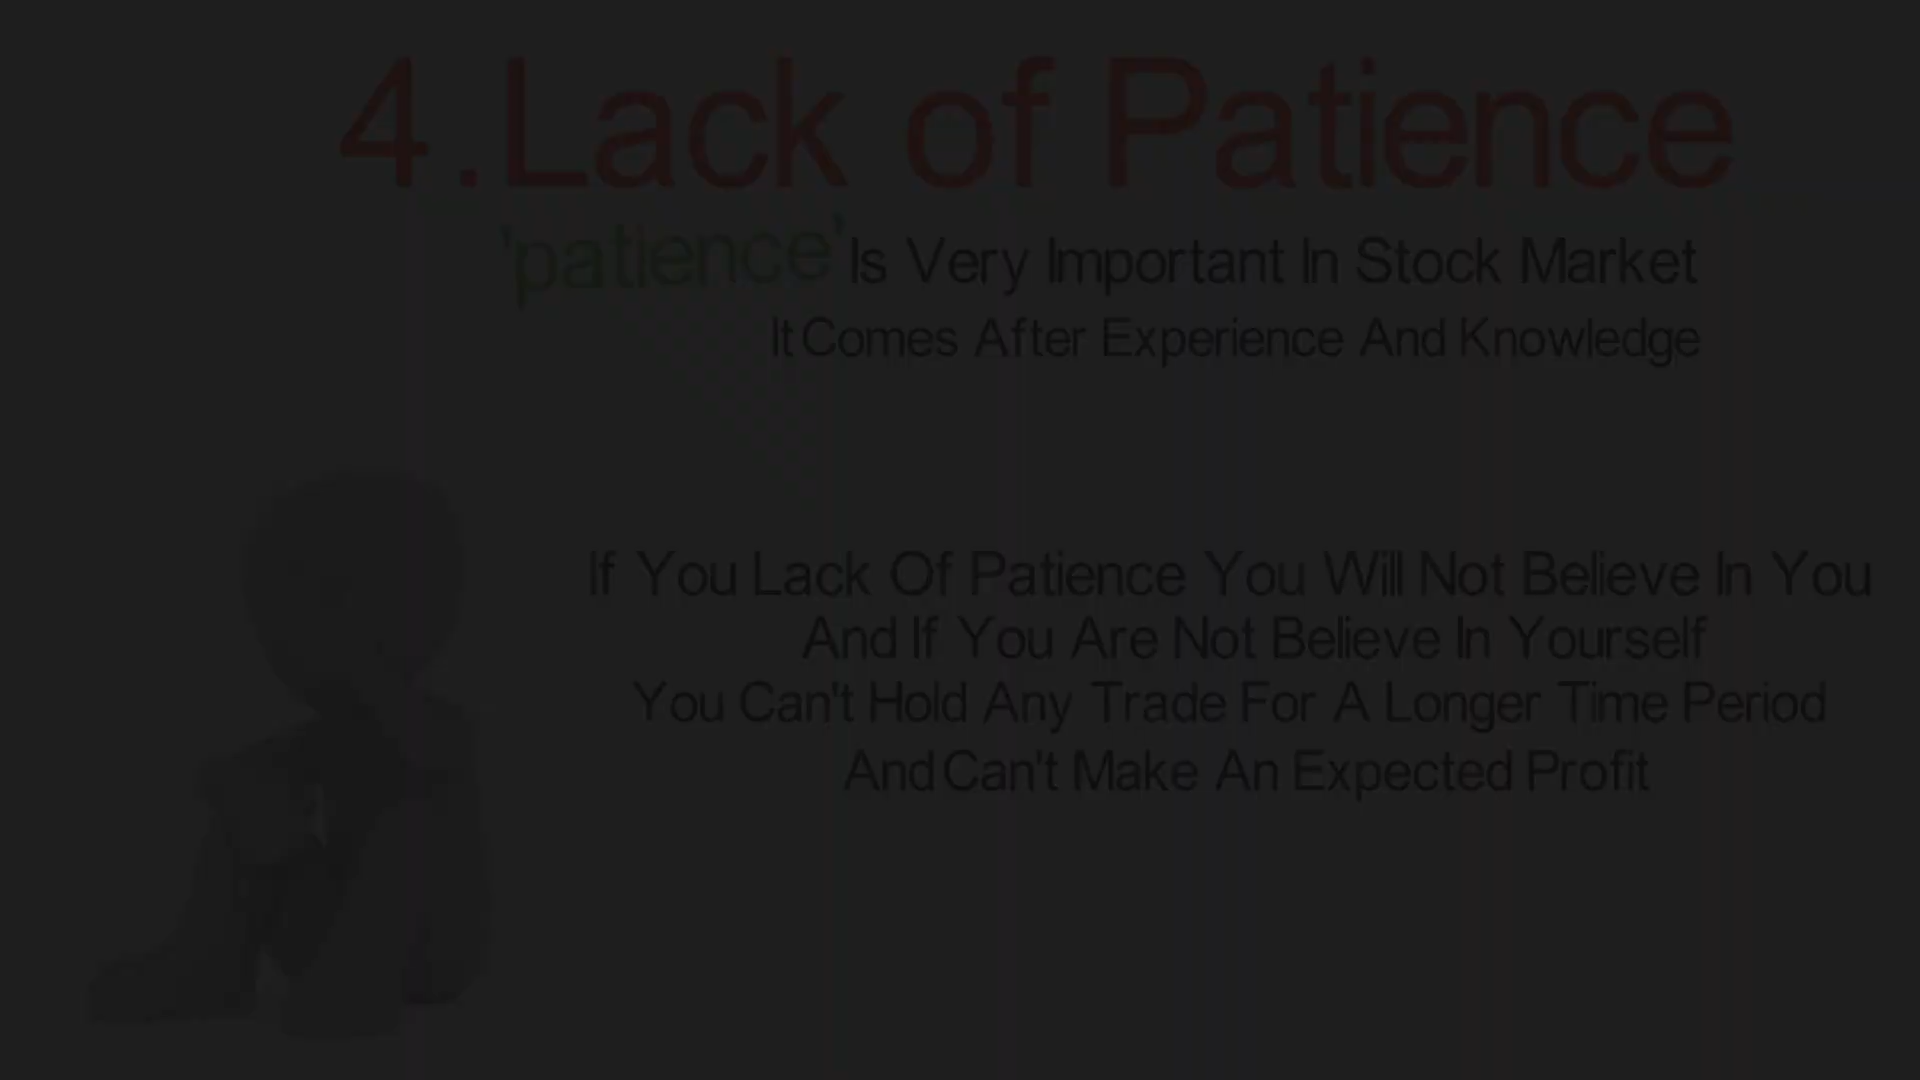 4.Lack of Patience
'patience' Is Very Important In Stock Market
It Comes After Experience And Knowledge
If You Lack Of Patience You Will Not Believe In You
And If You Are Not Believe In Yourself
You Can't Hold Any Trade For A Longer Time Period
And Can't Make An Expected Profit